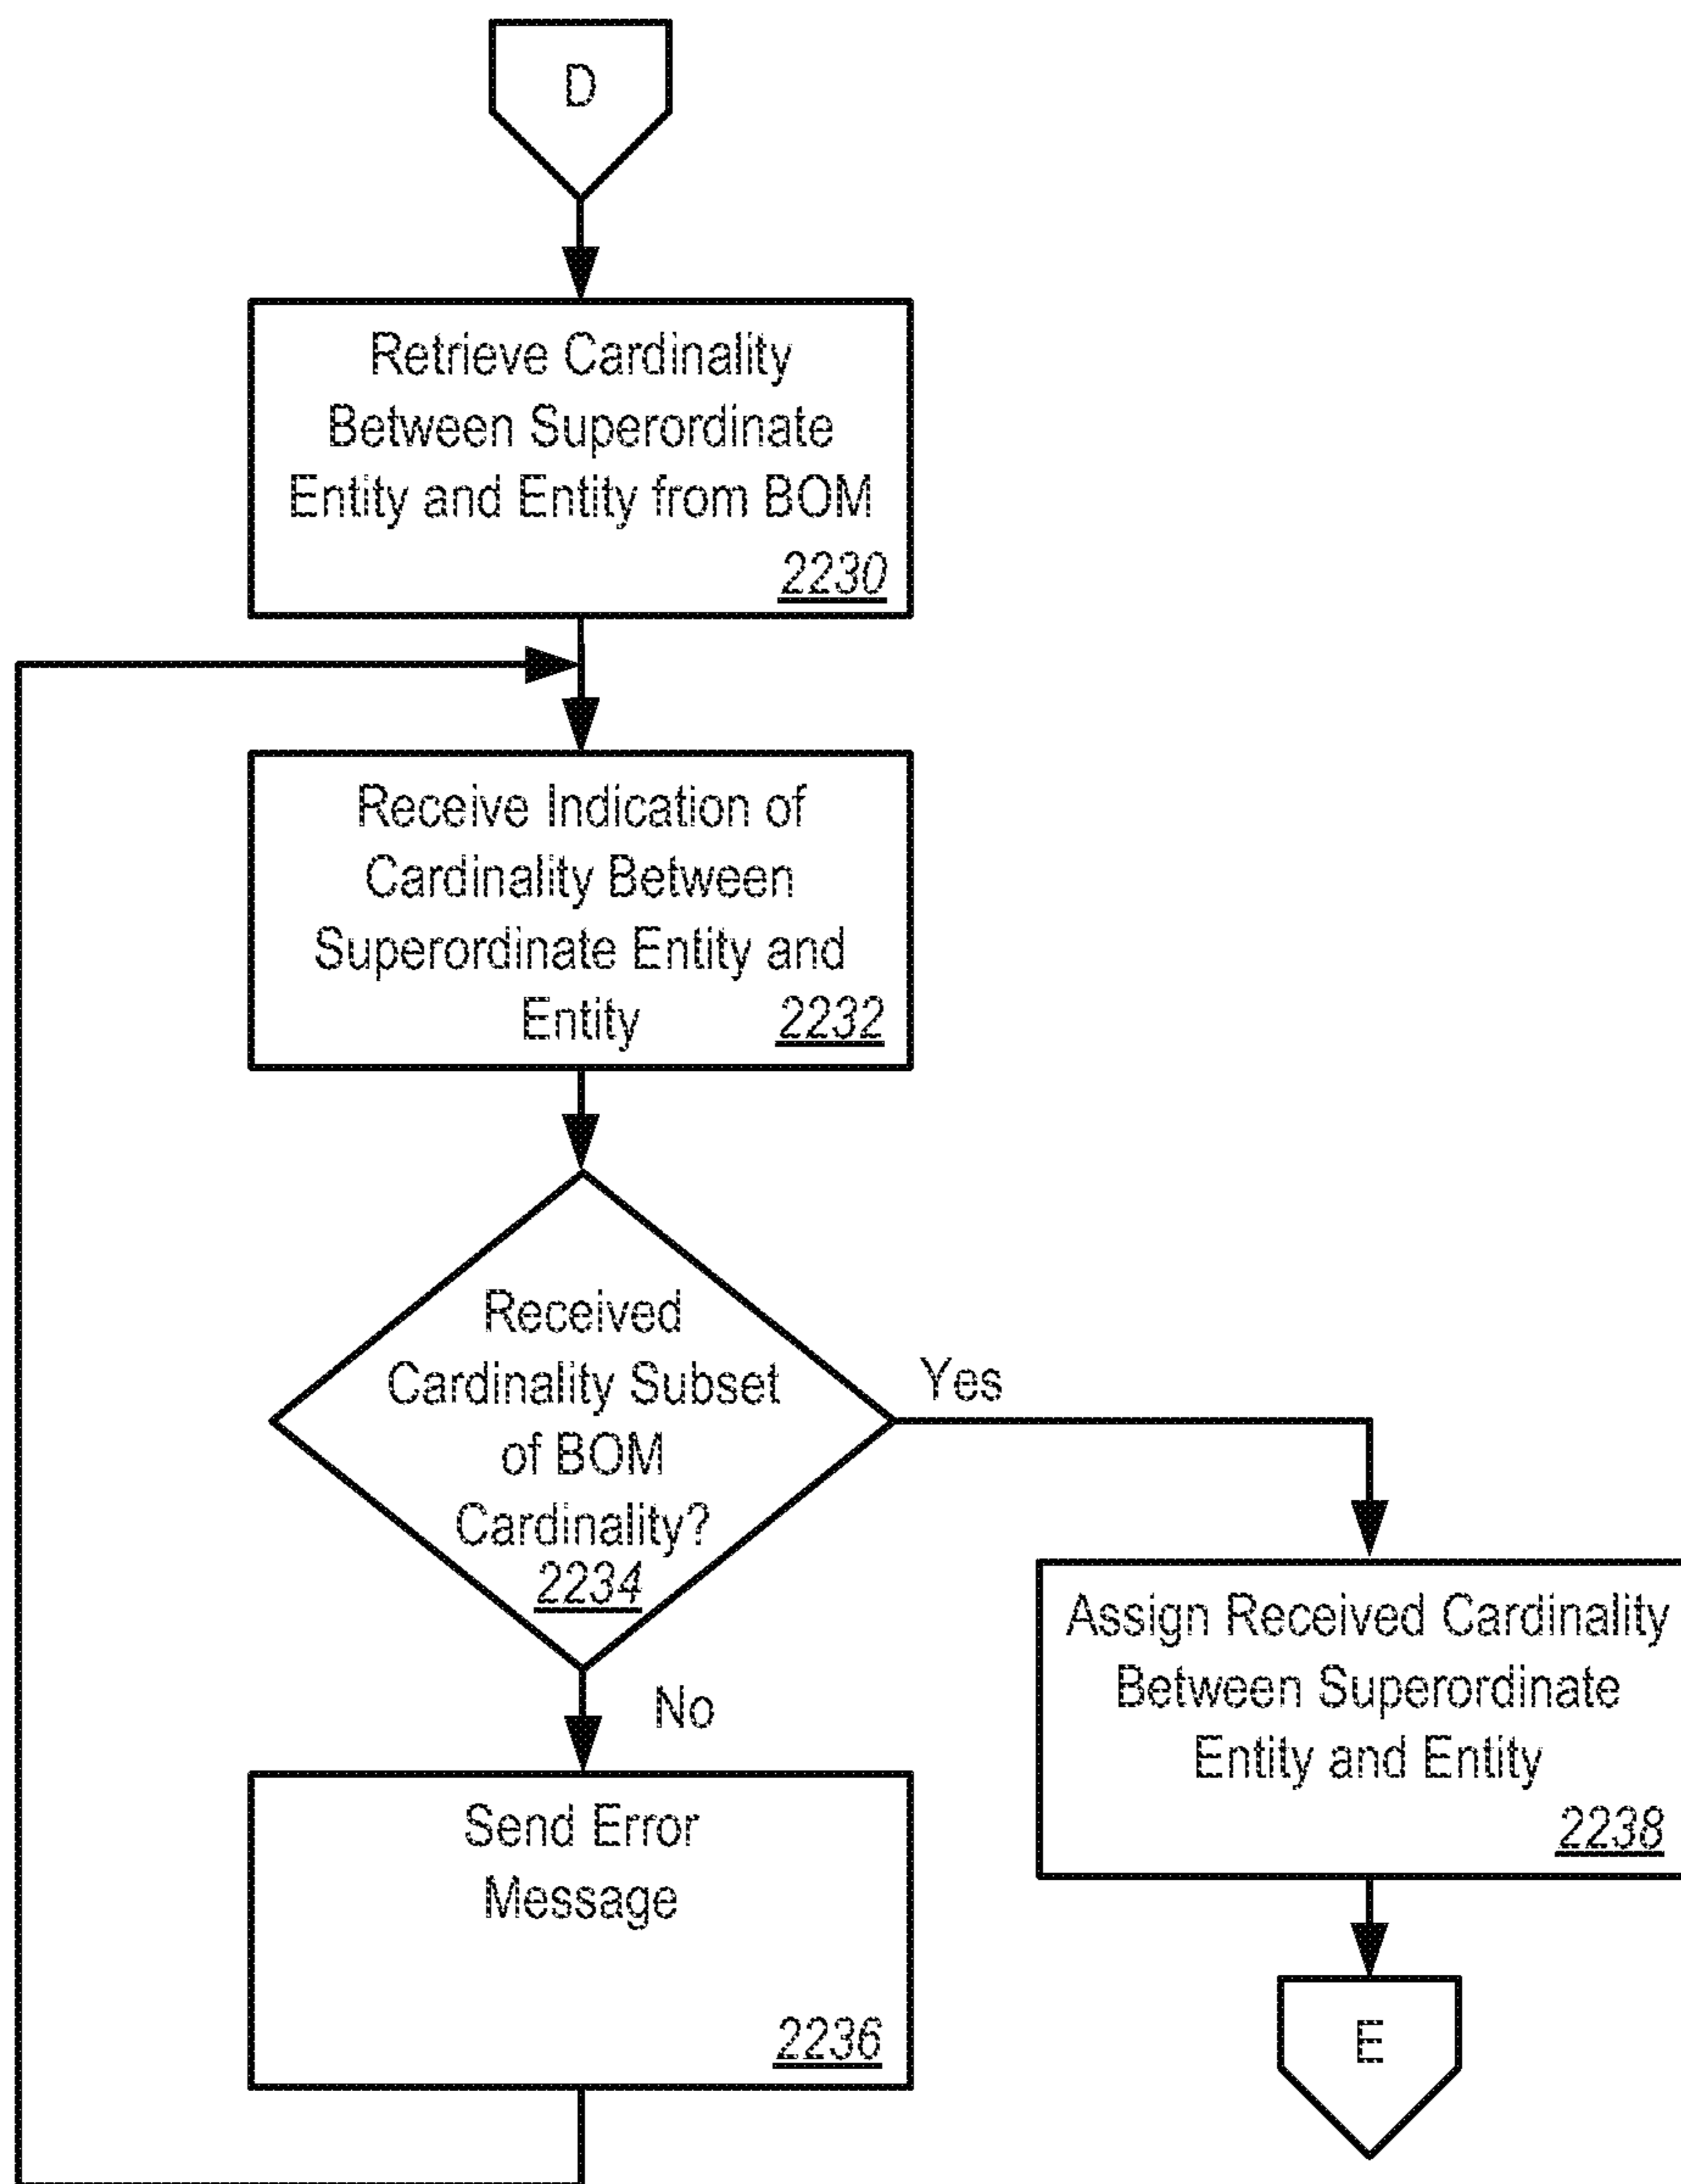 D
Retrieve Cardinality
Between Superordinate
Entity and Entity from BOM
2230
Receive Indication of
Cardinality Between
Superordinate Entity and
Entity 2232
Received
Cardinality Subset
of BOM
Cardinality?
2234
Yes
No
Send Error
Message
2236
Assign Received Cardinality
Between Superordinate
Entity and Entity
2238
E